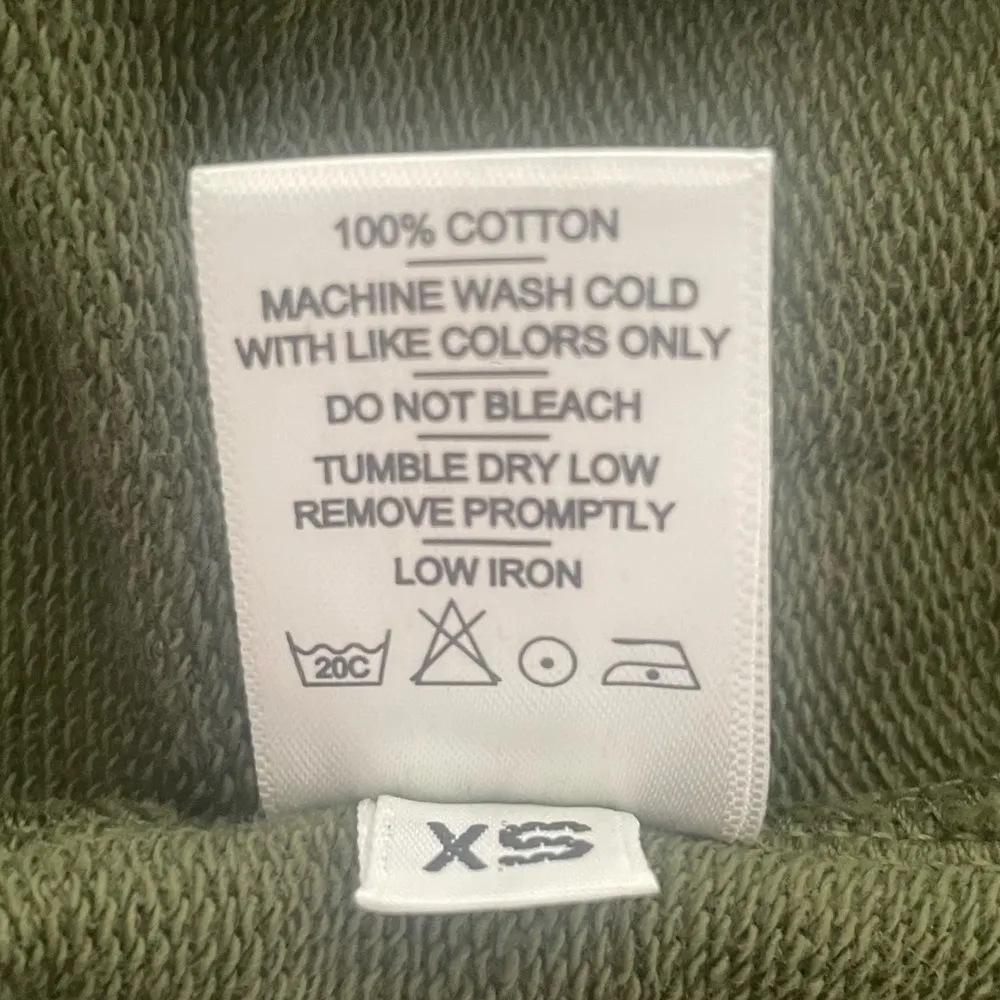 100% COTTON
MACHINE WASH COLD
WITH LIKE COLORS ONLY
DO NOT BLEACH
TUMBLE DRY LOW
REMOVE PROMPTLY
LOW IRON
20C
XS